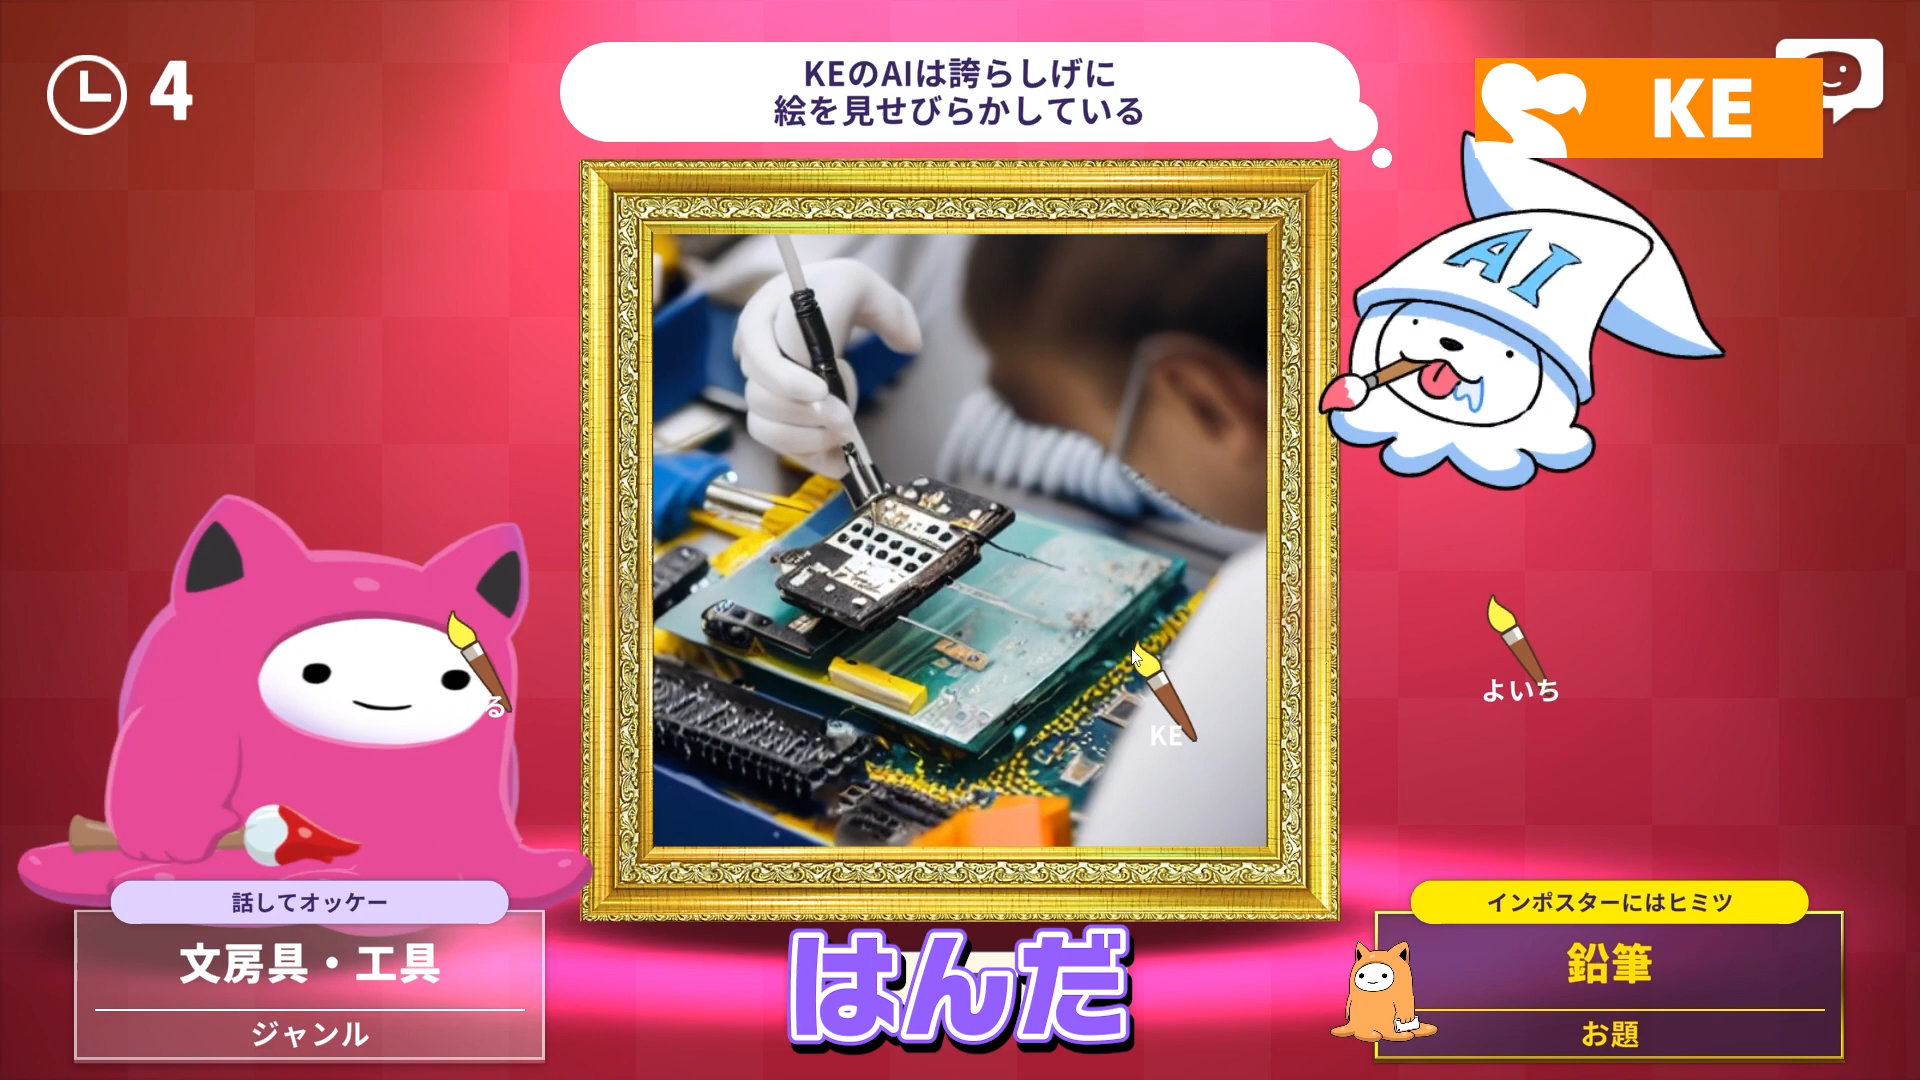 4
KEのAIは誇らしげに
絵を見せびらかしている
KE
AI
る
よいち
KE
話してオッケー
文房具・工具
ジャンル
はんだ
インポスターにはヒミツ
鉛筆
お題